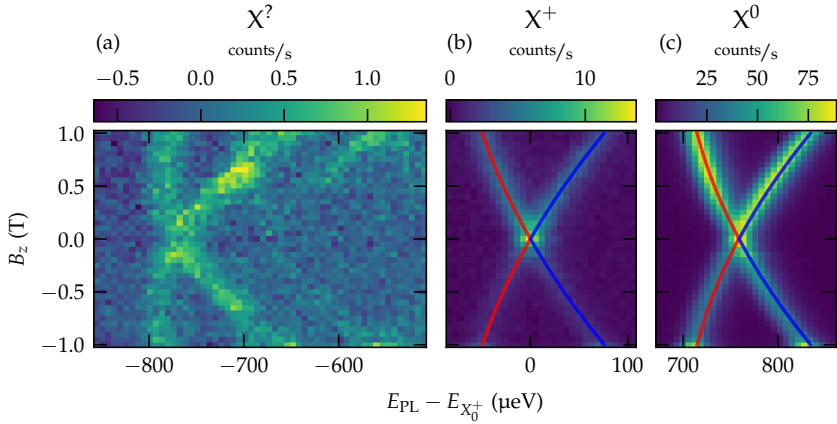 X?
X+
X0
(a)
counts/s
(b)
counts/s
(c)
counts/s
−0.5 0.0 0.5 1.0
0 10
25 50 75
1.0
0.5
0.0
−0.5
−1.0
Bz (T)
−800 −700 −600
0 100
700 800
EPL − EX0+ (µeV)